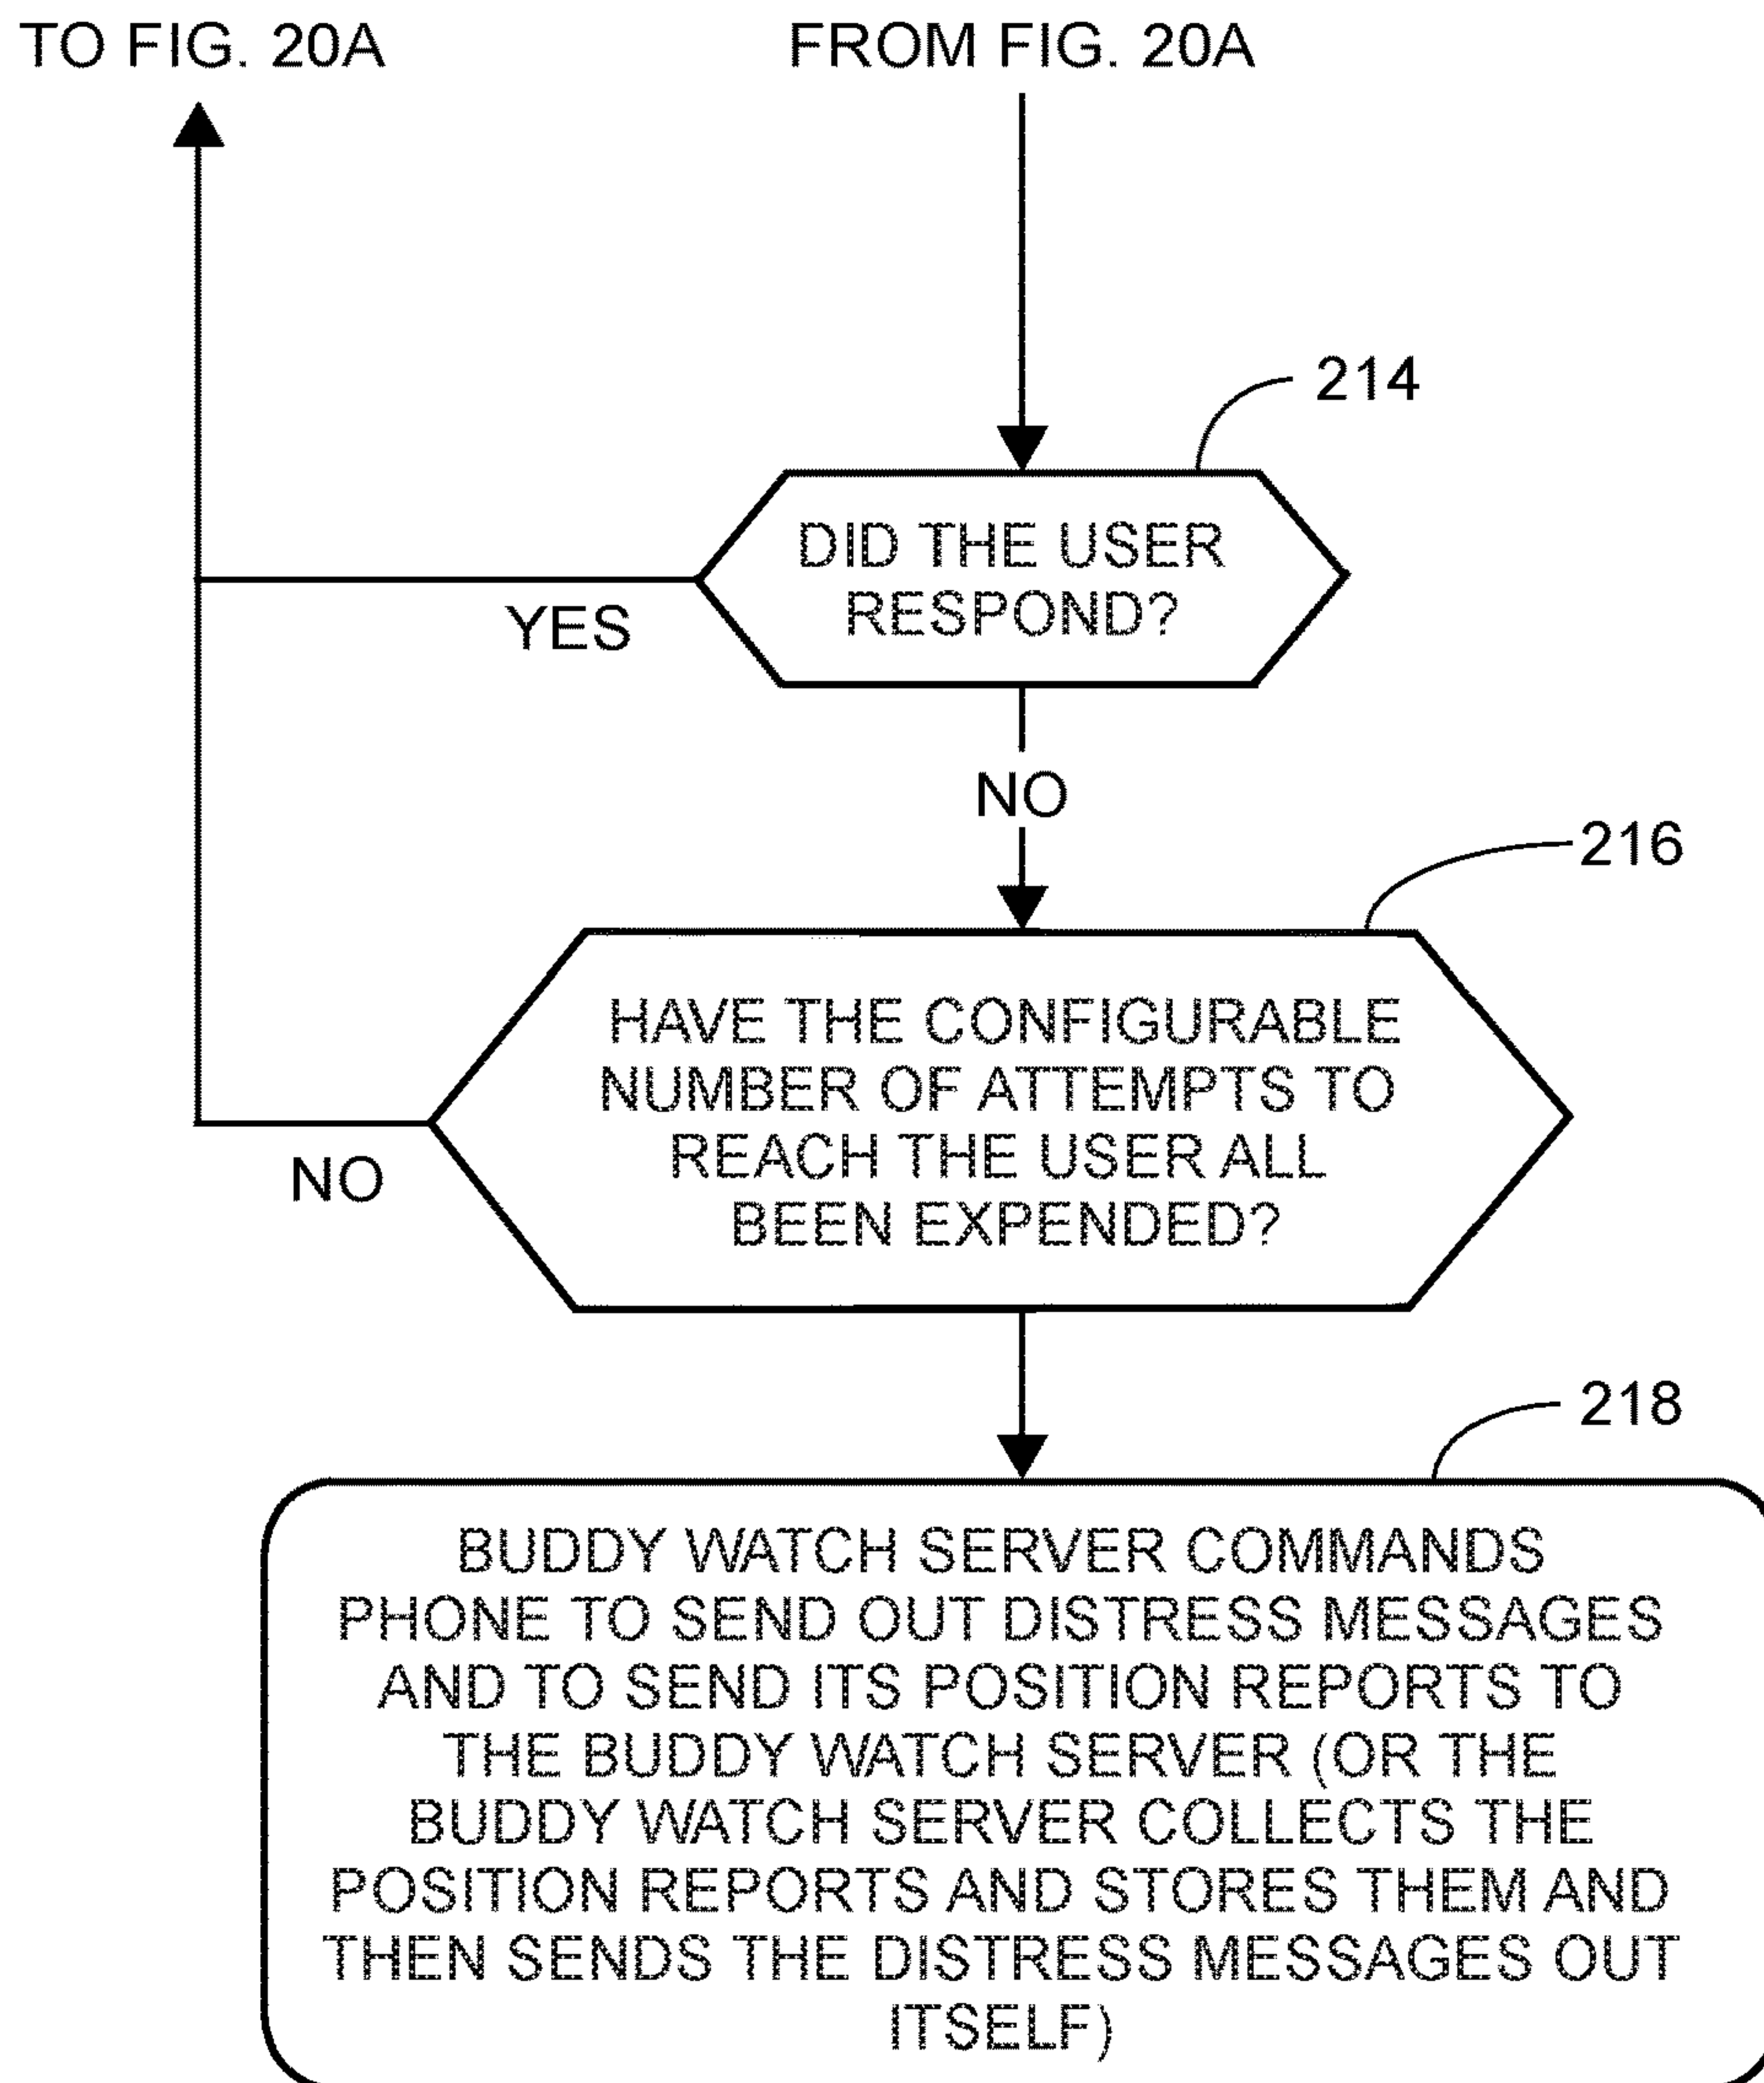 TO FIG. 20A
FROM FIG. 20A
214
DID THE USER
RESPOND?
YES
NO
216
HAVE THE CONFIGURABLE
NUMBER OF ATTEMPTS TO
REACH THE USER ALL
BEEN EXPENDED?
NO
218
BUDDY WATCH SERVER COMMANDS
PHONE TO SEND OUT DISTRESS MESSAGES
AND TO SEND ITS POSITION REPORTS TO
THE BUDDY WATCH SERVER (OR THE
BUDDY WATCH SERVER COLLECTS THE
POSITION REPORTS AND STORES THEM AND
THEN SENDS THE DISTRESS MESSAGES OUT
ITSELF)